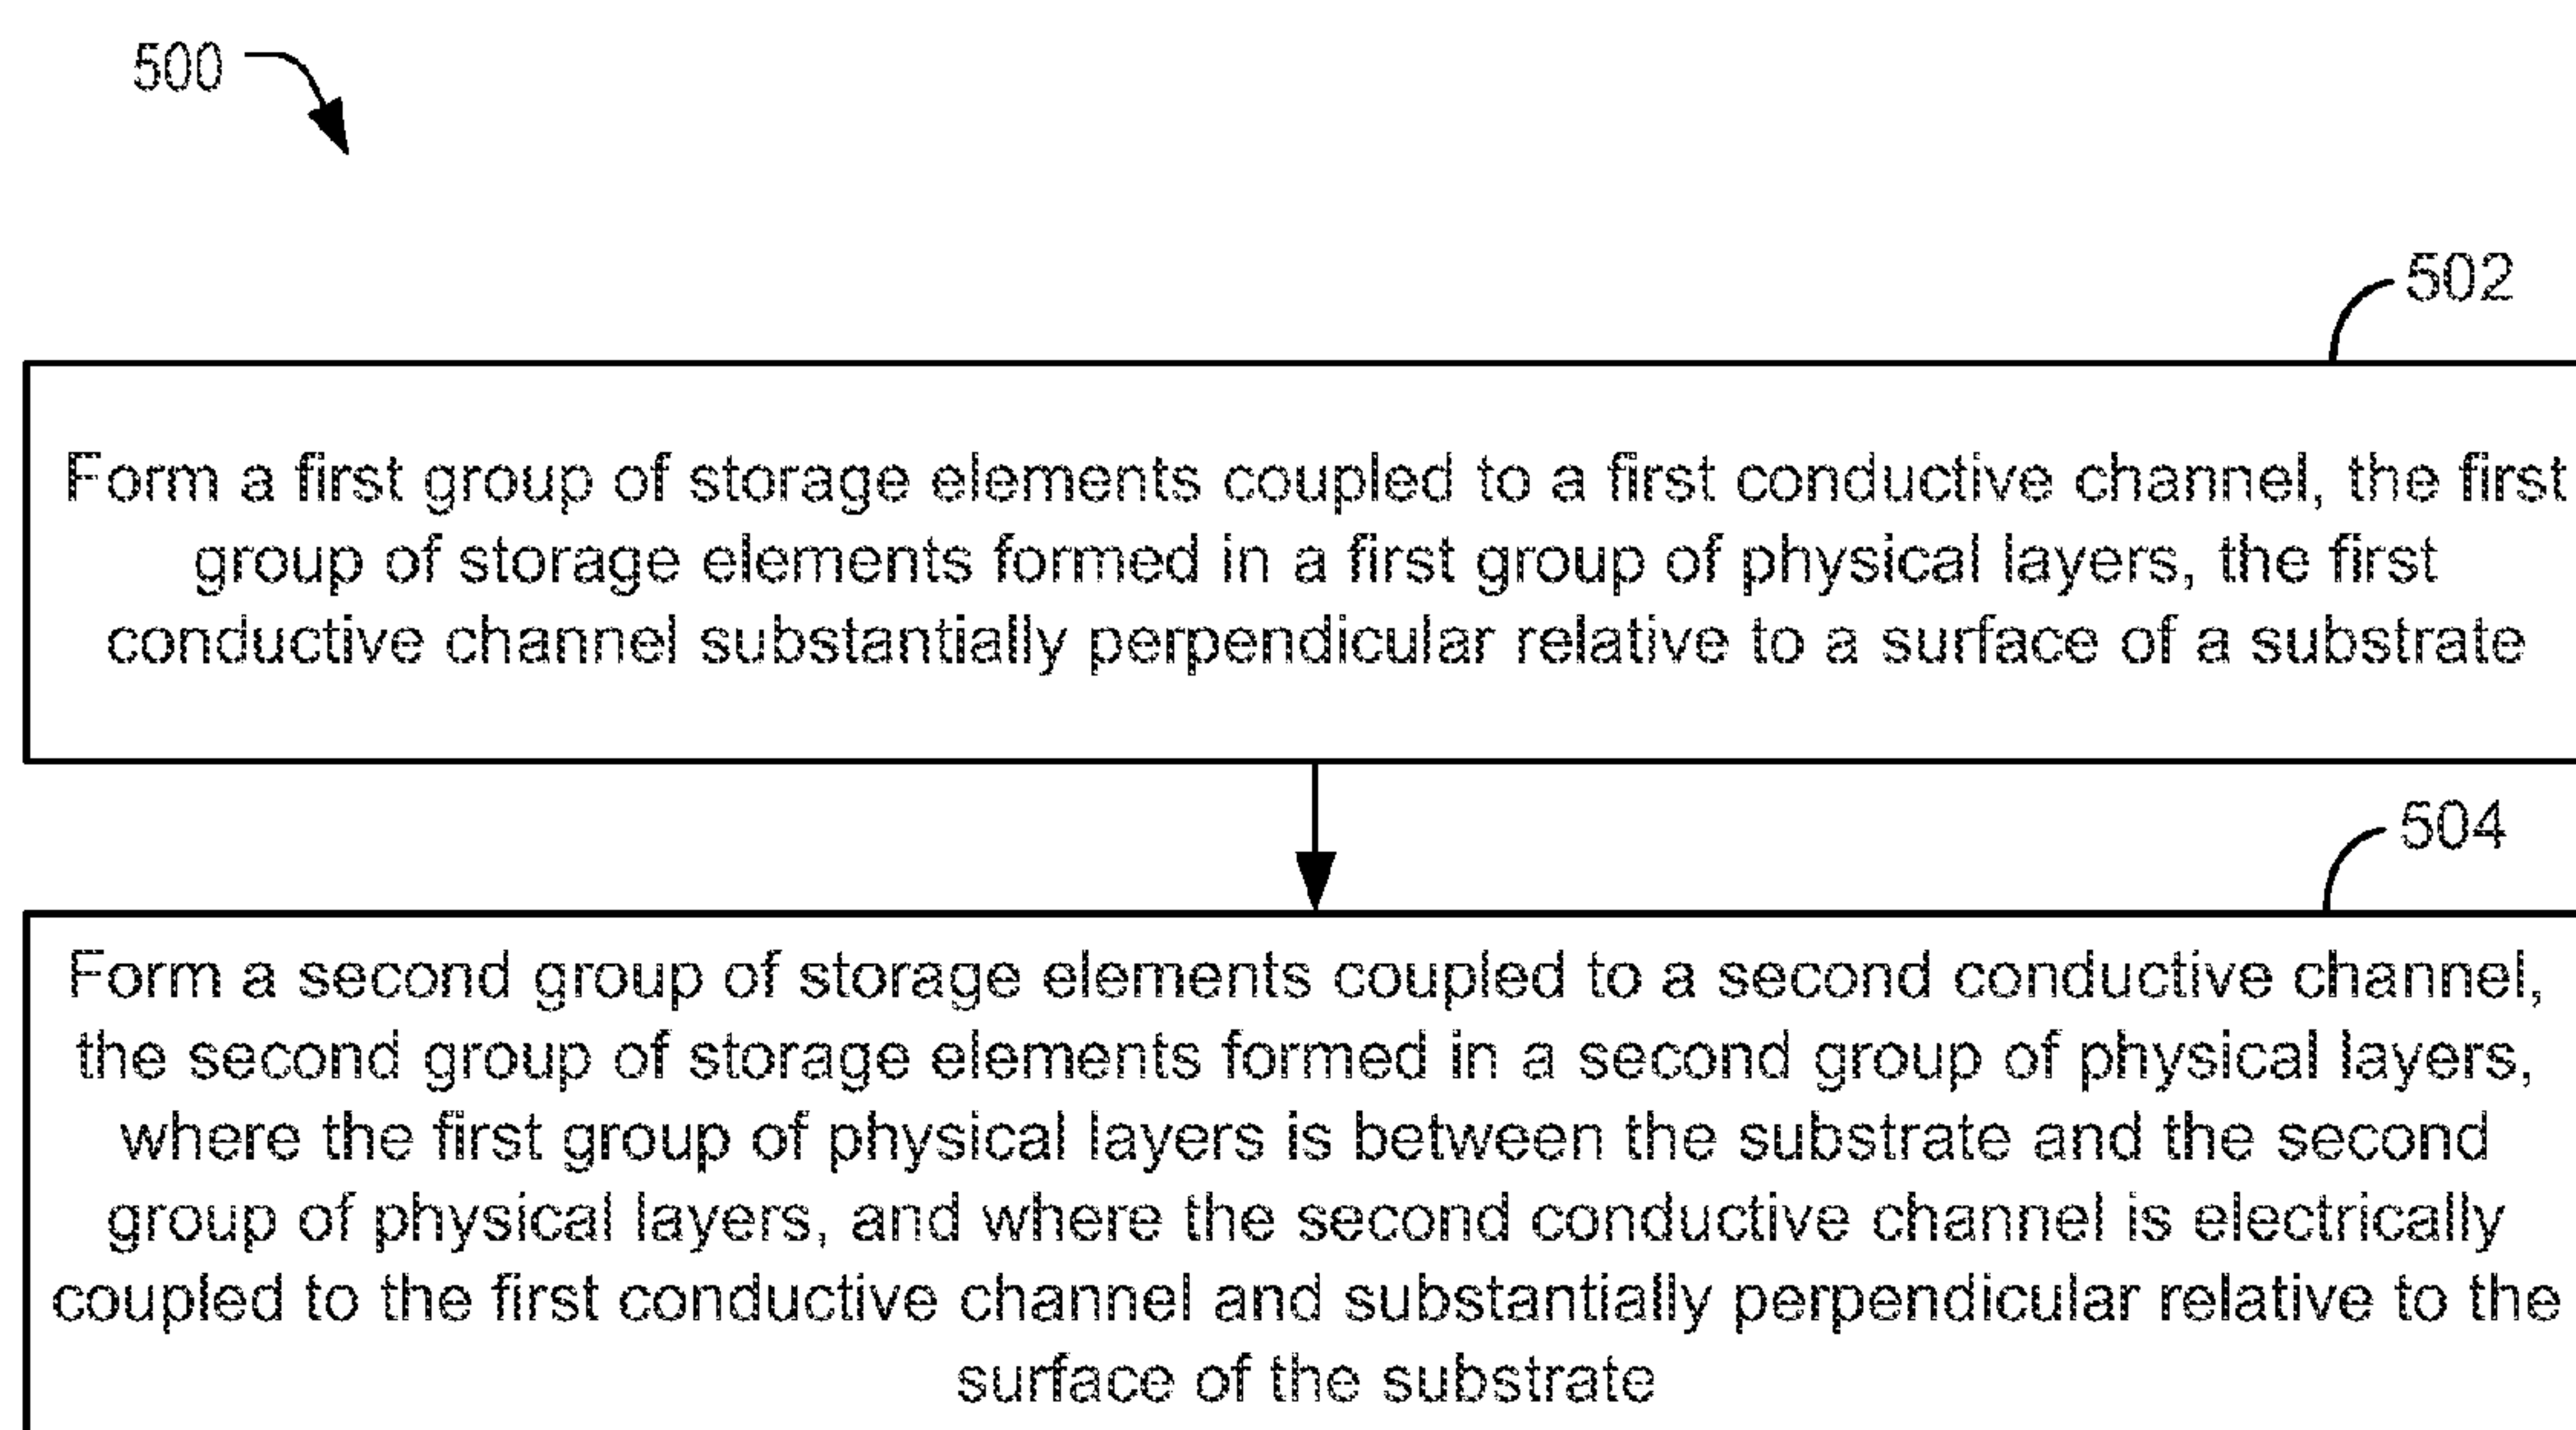 500
502
Form a first group of storage elements coupled to a first conductive channel, the first
group of storage elements formed in a first group of physical layers, the first
conductive channel substantially perpendicular relative to a surface of a substrate
504
Form a second group of storage elements coupled to a second conductive channel,
the second group of storage elements formed in a second group of physical layers,
where the first group of physical layers is between the substrate and the second
group of physical layers, and where the second conductive channel is electrically
coupled to the first conductive channel and substantially perpendicular relative to the
surface of the substrate